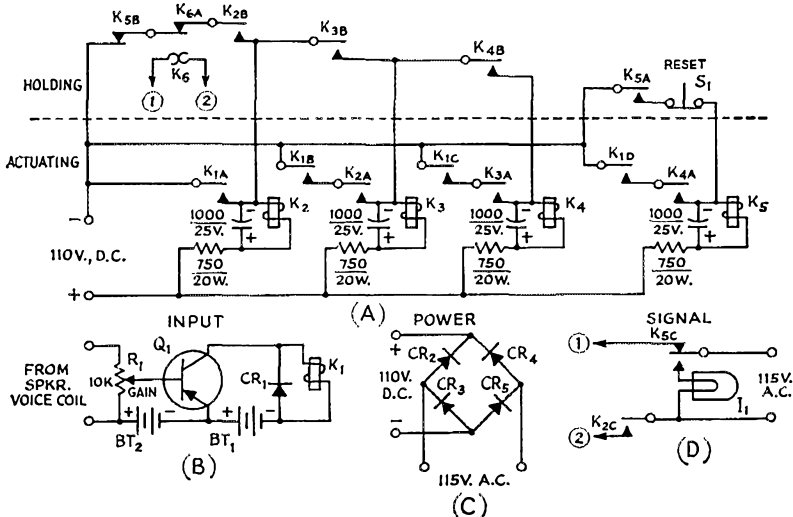 K5B
K6A
K2B
K3B
K4B
K6
HOLDING
1
2
K5A
RESET
S1
ACTUATING
K1A
K1B
K2A
K1C
K3A
K1D
K4A
K2
K3
K4
K5
1000
25V.
1000
25V.
1000
25V.
1000
25V.
750
20W.
750
20W.
750
20W.
750
20W.
110V., D.C.
(A)
INPUT
Q1
FROM
SPKR.
VOICE COIL
R1
10K
GAIN
CR1
K1
BT2
BT1
(B)
POWER
110V.
D.C.
CR2
CR4
CR3
CR5
115V. A.C.
(C)
SIGNAL
1
K5C
115V.
A.C.
I1
2
K2C
(D)